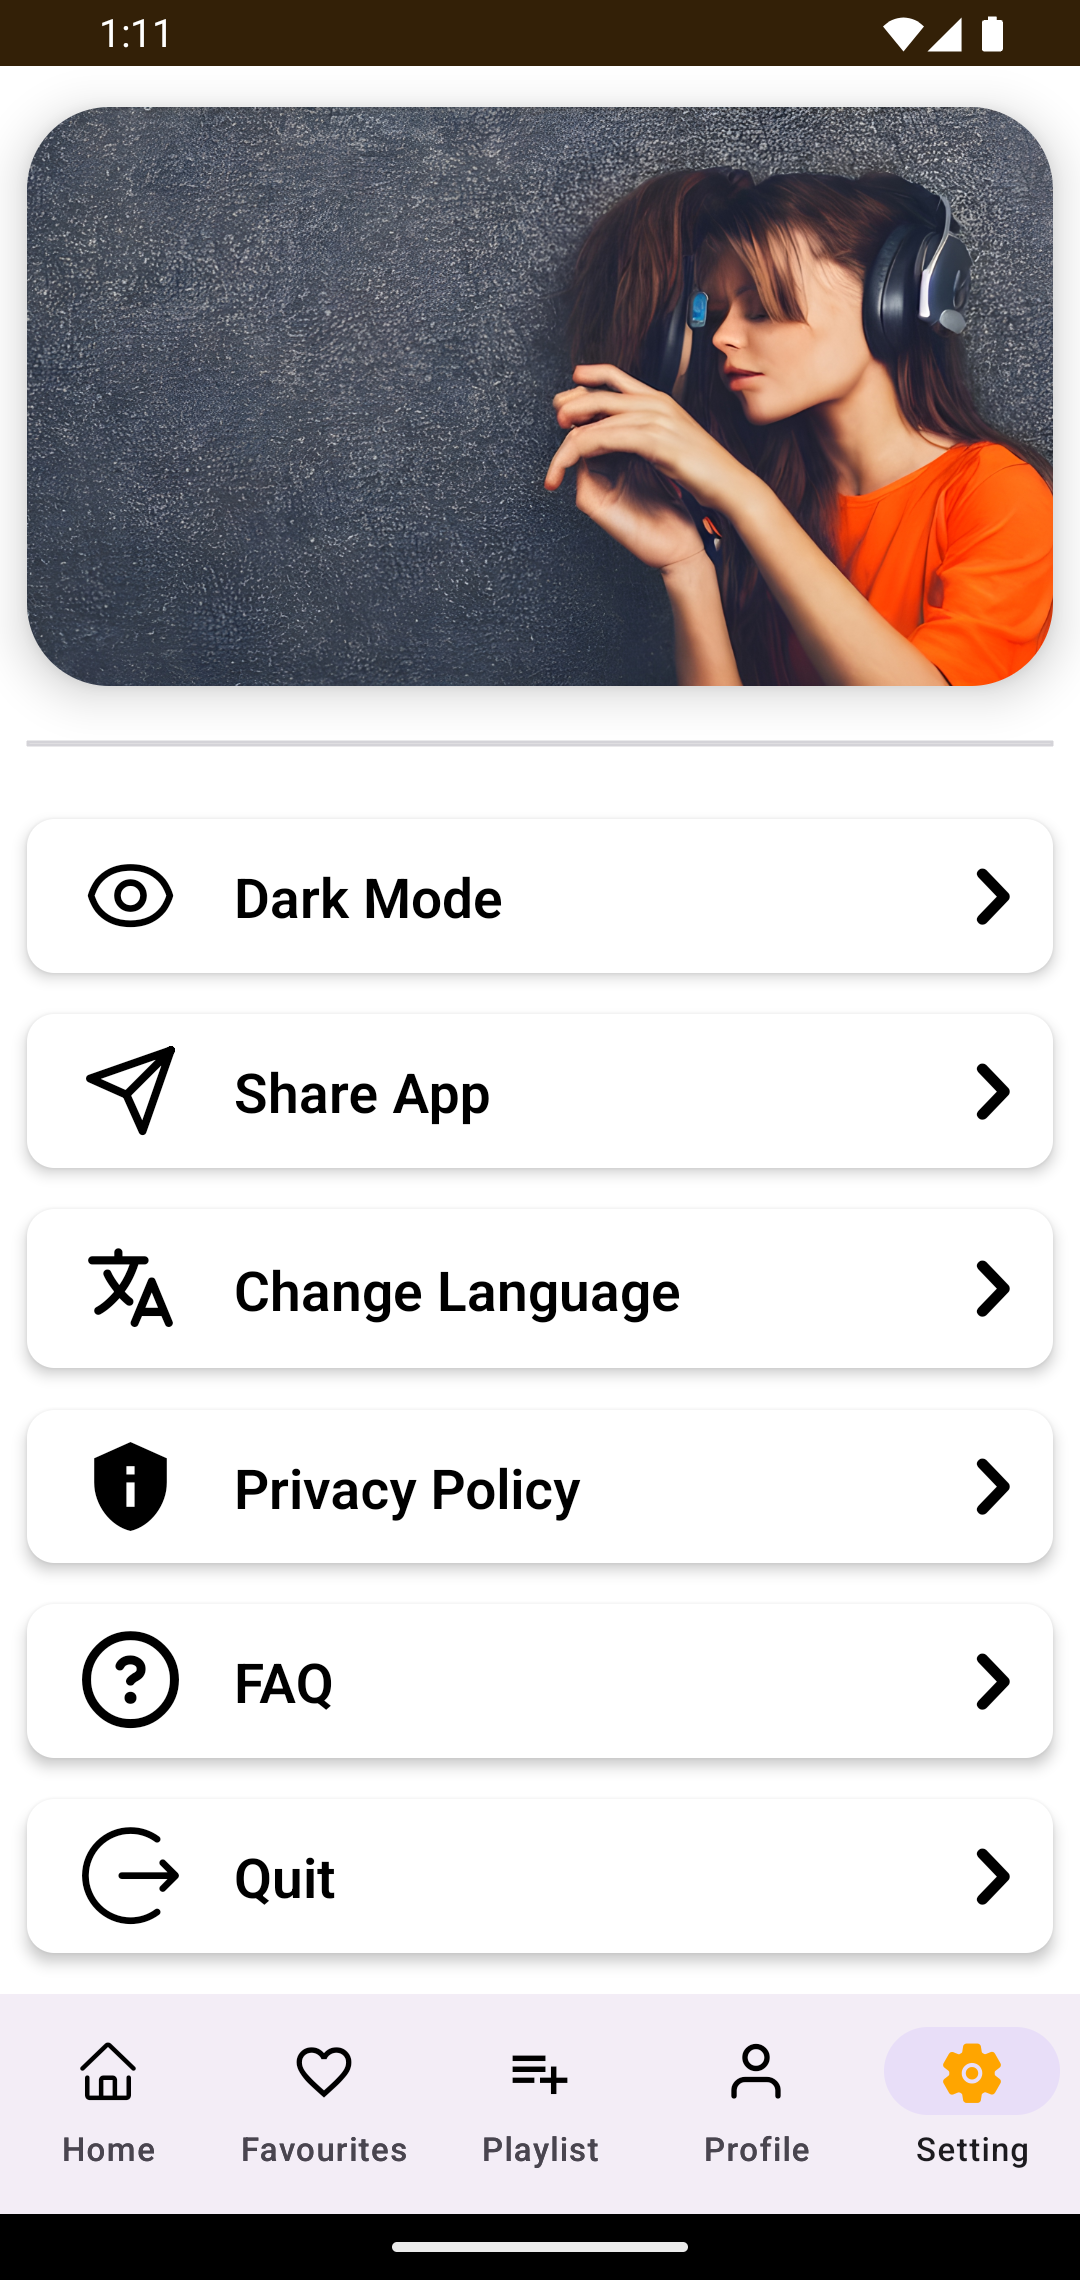 1:11
Dark Mode
Share App
Change Language
Privacy Policy
FAQ
Quit
Home
Favourites
Playlist
Profile
Setting